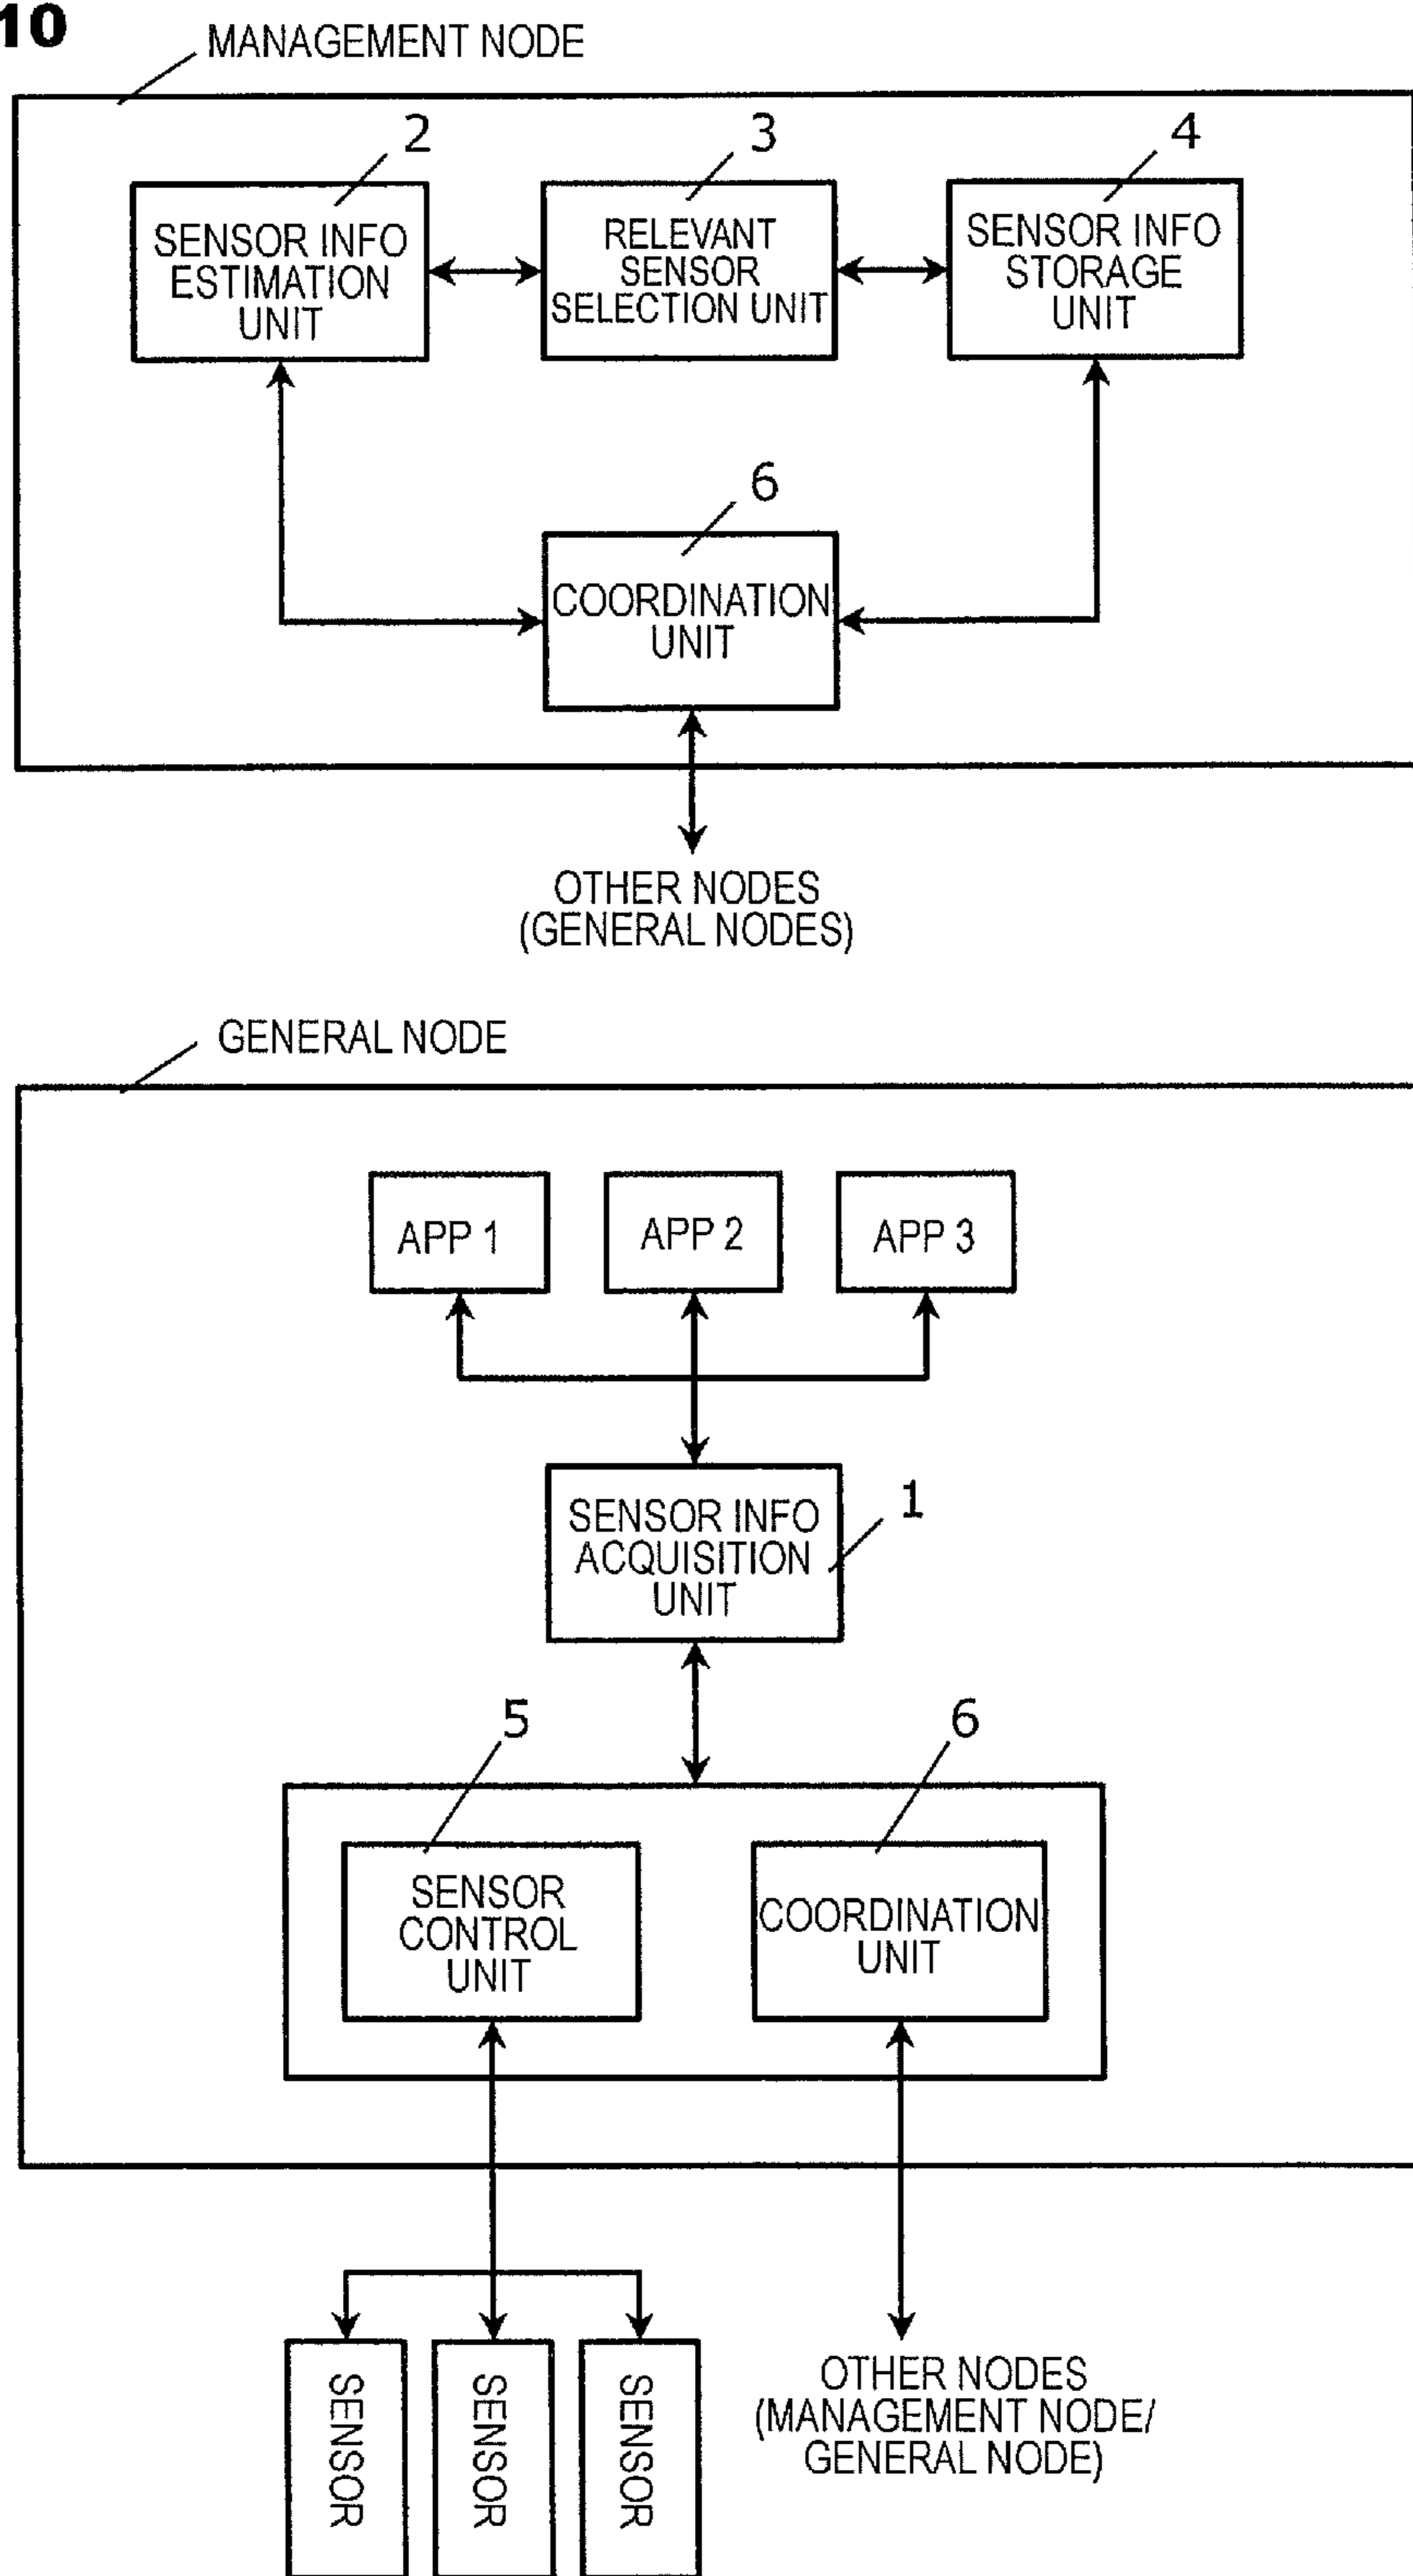 10
MANAGEMENT NODE
2
3
4
SENSOR INFO
ESTIMATION
UNIT
RELEVANT
SENSOR
SELECTION UNIT
SENSOR INFO
STORAGE
UNIT
6
COORDINATION
UNIT
OTHER NODES
(GENERAL NODES)
GENERAL NODE
APP 1
APP 2
APP 3
SENSOR INFO
ACQUISITION
UNIT
1
5
6
SENSOR
CONTROL
UNIT
COORDINATION
UNIT
SENSOR
SENSOR
SENSOR
OTHER NODES
(MANAGEMENT NODE/
GENERAL NODE)